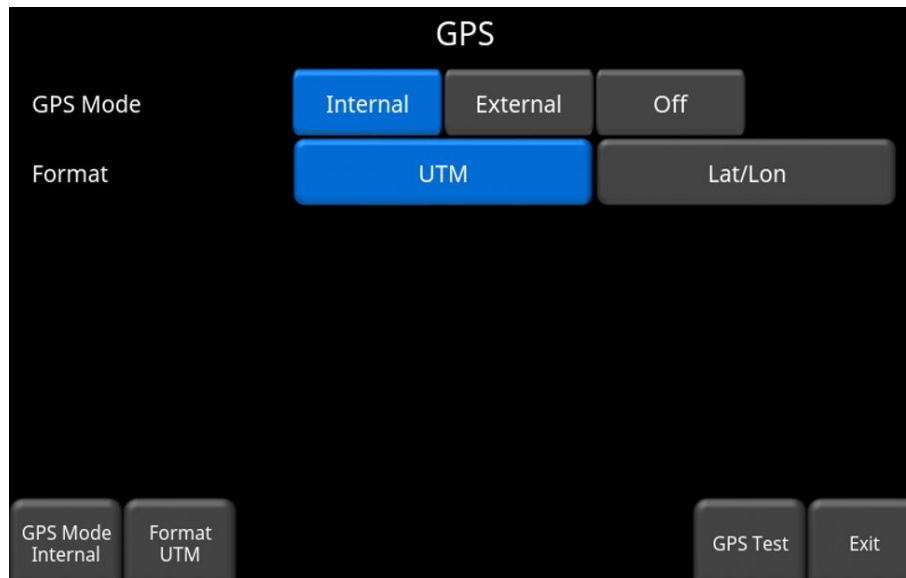 GPS
GPS Mode Internal External Off
Format UTM Lat/Lon
GPS Mode
Internal
Format
UTM
GPS Test
Exit